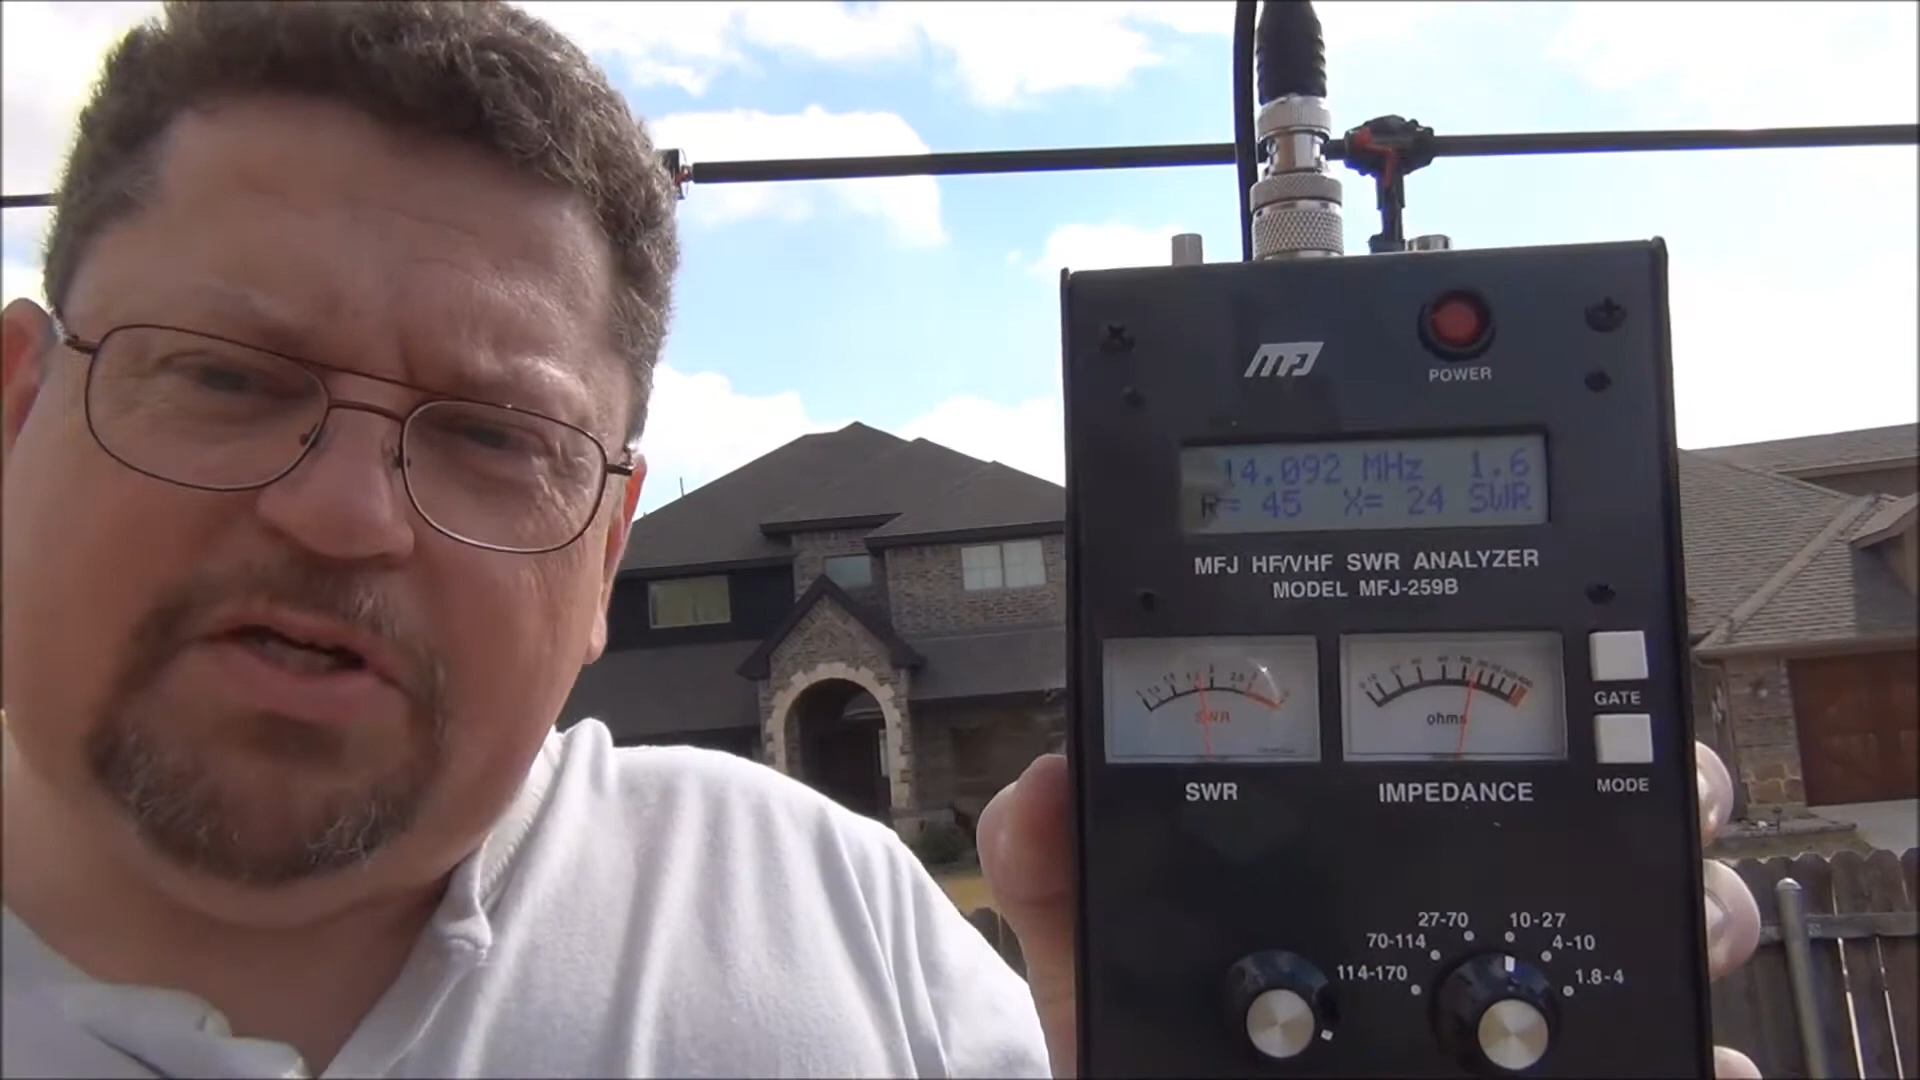 MFJ
POWER
14.092 MHz 1.6
R= 45 X= 24 SWR
MFJ HF/VHF SWR ANALYZER
MODEL MFJ-259B
SWR
ohms
GATE
SWR
IMPEDANCE
MODE
27-70
10-27
70-114
4-10
114-170
1.8-4